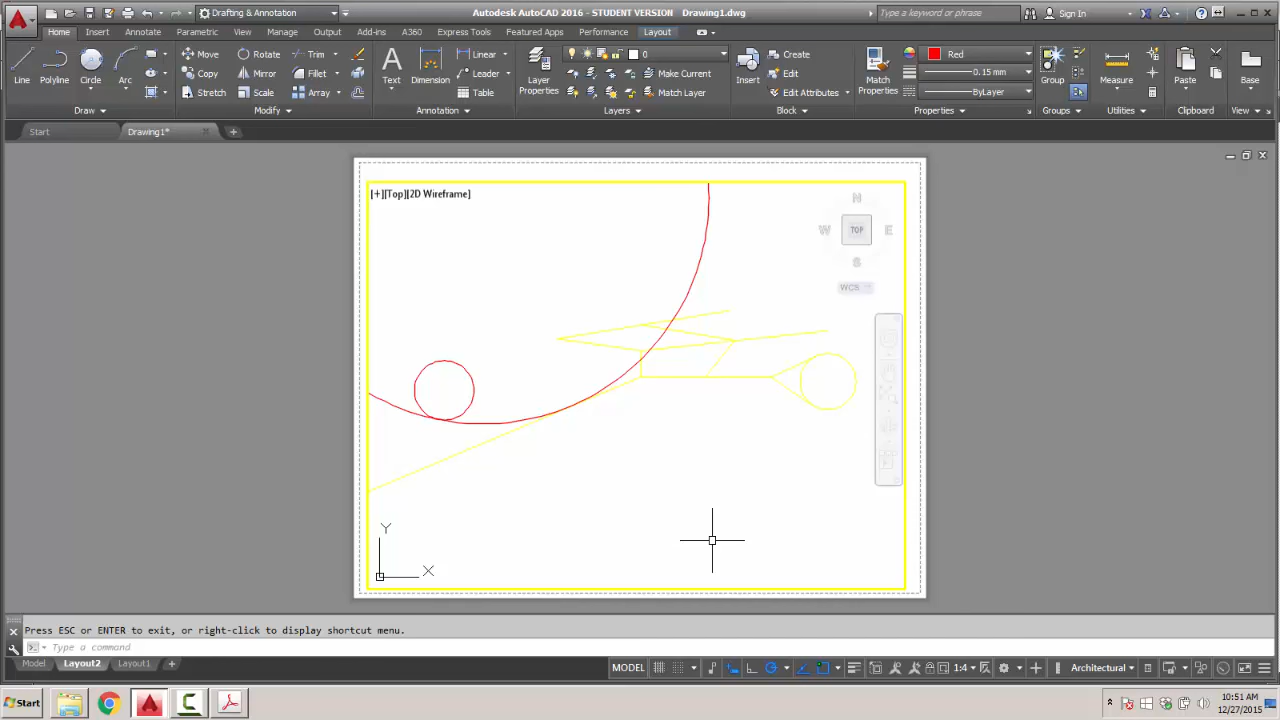 Drafting & Annotation
Autodesk AutoCAD 2016 - STUDENT VERSION Drawing1.dwg
Type a keyword or phrase
Sign In
Home Insert Annotate Parametric View Manage Output Add-ins A360 Express Tools Featured Apps Performance Layout
Line Polyline Circle Arc
Move Rotate Trim
Copy Mirror Fillet
Stretch Scale Array
Text Dimension
Linear
Leader
Table
Layer Properties
0
Make Current
Match Layer
Insert
Create
Edit
Edit Attributes
Match Properties
Red
0.15 mm
ByLayer
Group
Measure
Paste
Base
Draw Modify Annotation Layers Block Properties Groups Utilities Clipboard View
Start Drawing1*
[+][Top][2D Wireframe]
N
W TOP E
S
WCS
Y
X
Press ESC or ENTER to exit, or right-click to display shortcut menu.
Type a command
Model Layout2 Layout1
MODEL
1:4
Architectural
Start
10:51 AM
12/27/2015